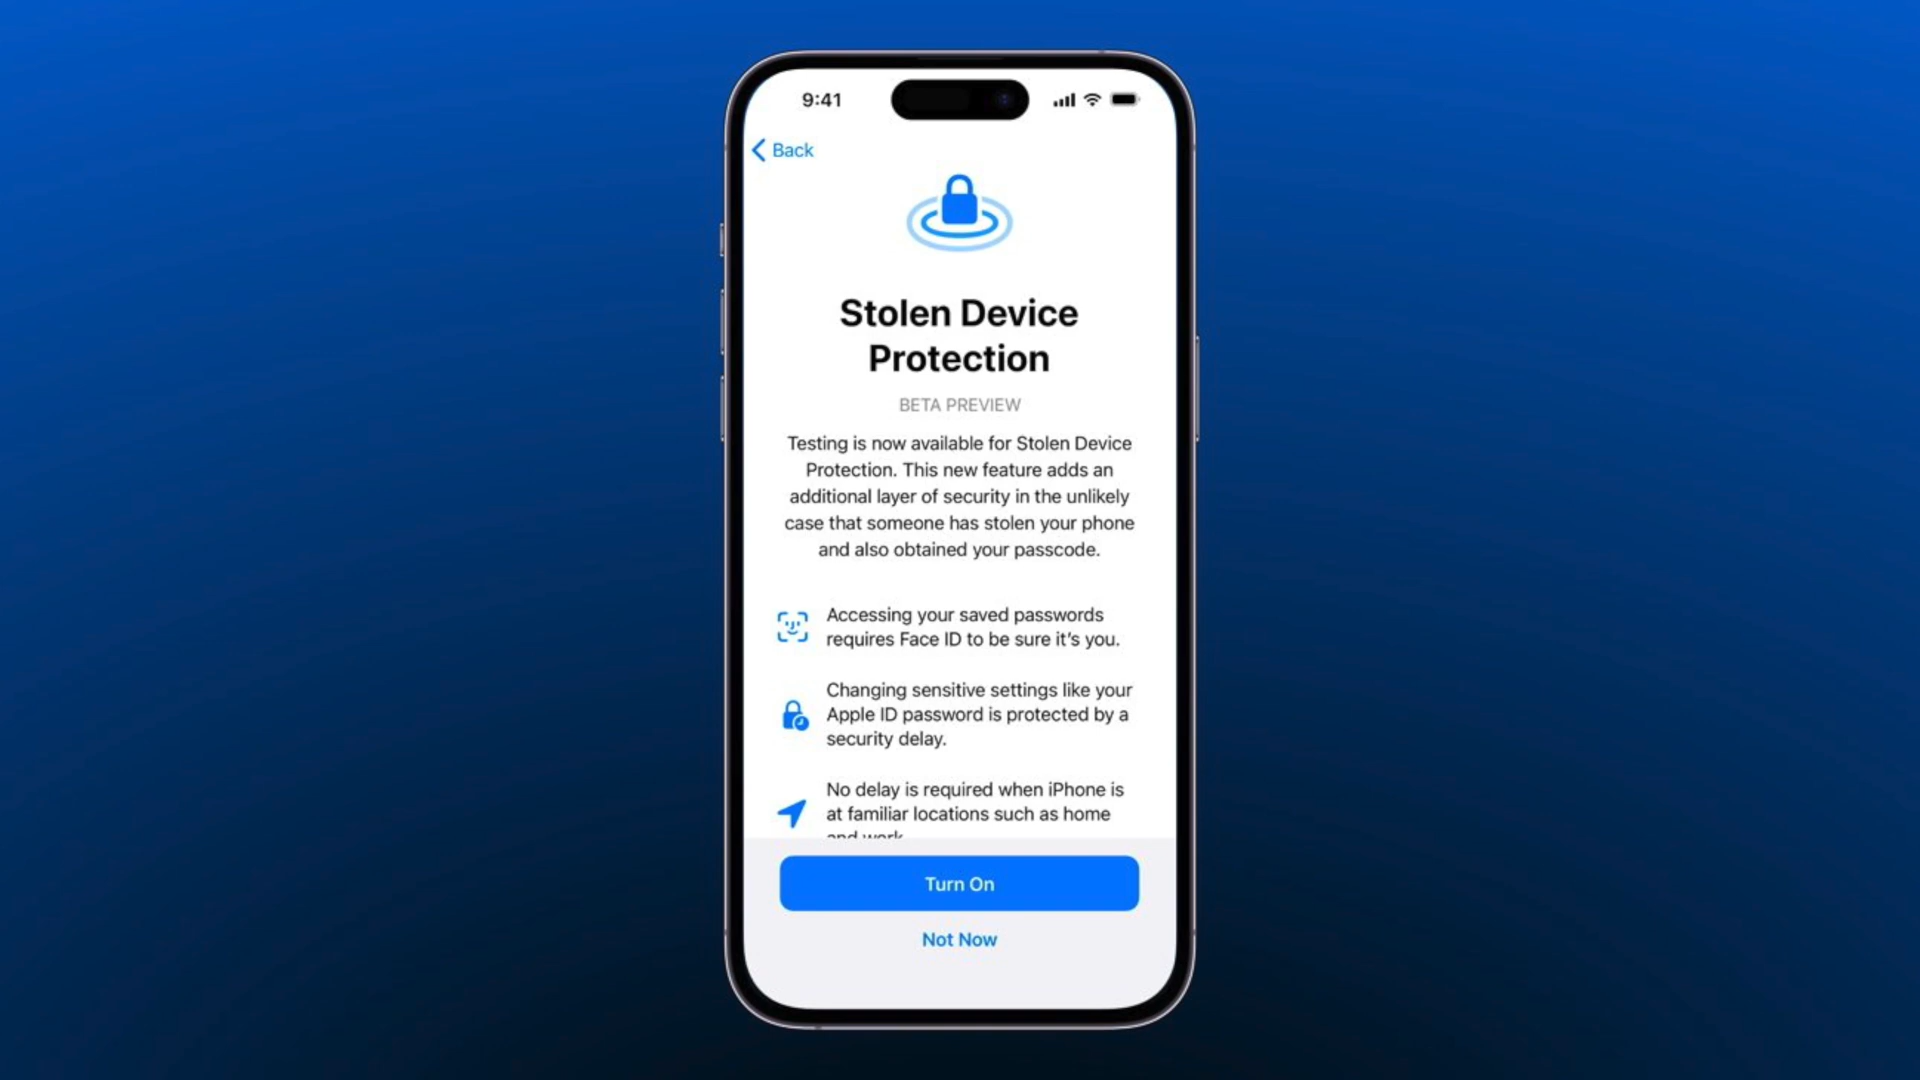 9:41
Back
Stolen Device
Protection
BETA PREVIEW
Testing is now available for Stolen Device
Protection. This new feature adds an
additional layer of security in the unlikely
case that someone has stolen your phone
and also obtained your passcode.
Accessing your saved passwords
requires Face ID to be sure it's you.
Changing sensitive settings like your
Apple ID password is protected by a
security delay.
No delay is required when iPhone is
at familiar locations such as home
and work.
Turn On
Not Now